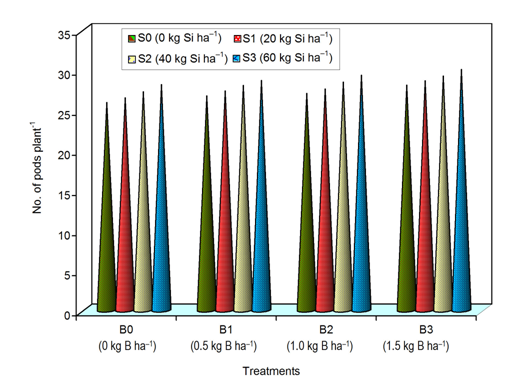 S0 (0 kg Si ha⁻¹) S1 (20 kg Si ha⁻¹)
S2 (40 kg Si ha⁻¹) S3 (60 kg Si ha⁻¹)
No. of pods plant⁻¹
35
30
25
20
15
10
5
0
B0 B1 B2 B3
(0 kg B ha⁻¹) (0.5 kg B ha⁻¹) (1.0 kg B ha⁻¹) (1.5 kg B ha⁻¹)
Treatments